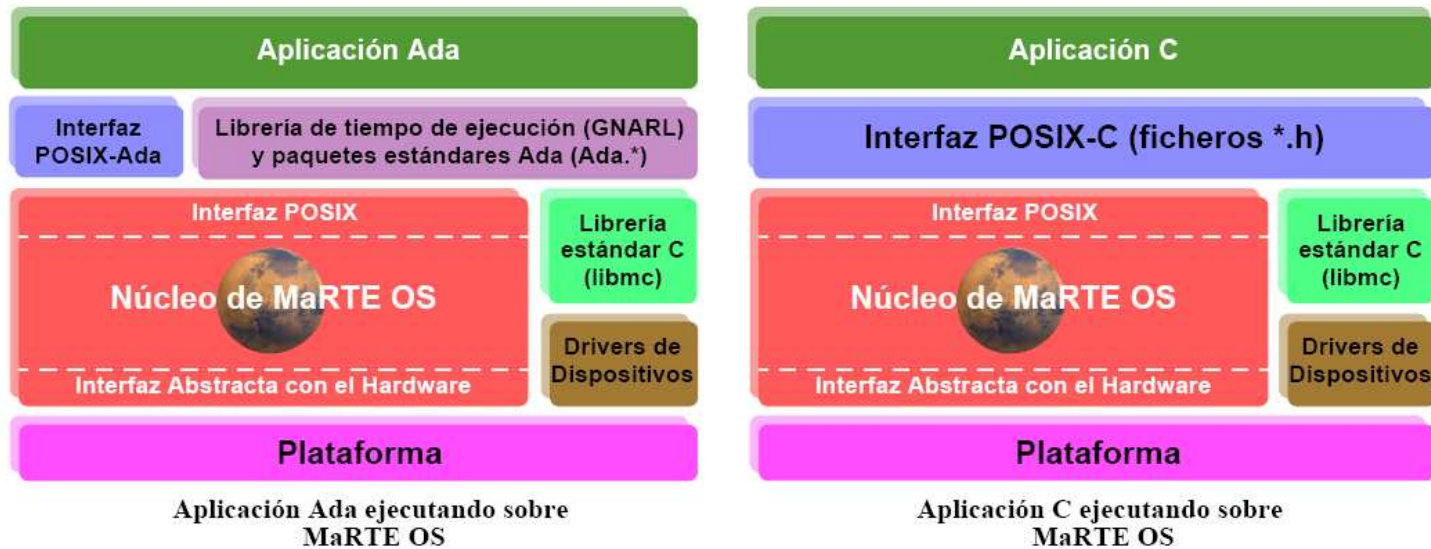 Aplicación Ada
Interfaz
POSIX-Ada
Librería de tiempo de ejecución (GNARL)
y paquetes estándares Ada (Ada.*)
Interfaz POSIX
Núcleo de MaRTE OS
Interfaz Abstracta con el Hardware
Librería
estándar C
(libmc)
Drivers de
Dispositivos
Plataforma
Aplicación Ada ejecutando sobre
MaRTE OS
Aplicación C
Interfaz POSIX-C (ficheros *.h)
Interfaz POSIX
Núcleo de MaRTE OS
Interfaz Abstracta con el Hardware
Librería
estándar C
(libmc)
Drivers de
Dispositivos
Plataforma
Aplicación C ejecutando sobre
MaRTE OS